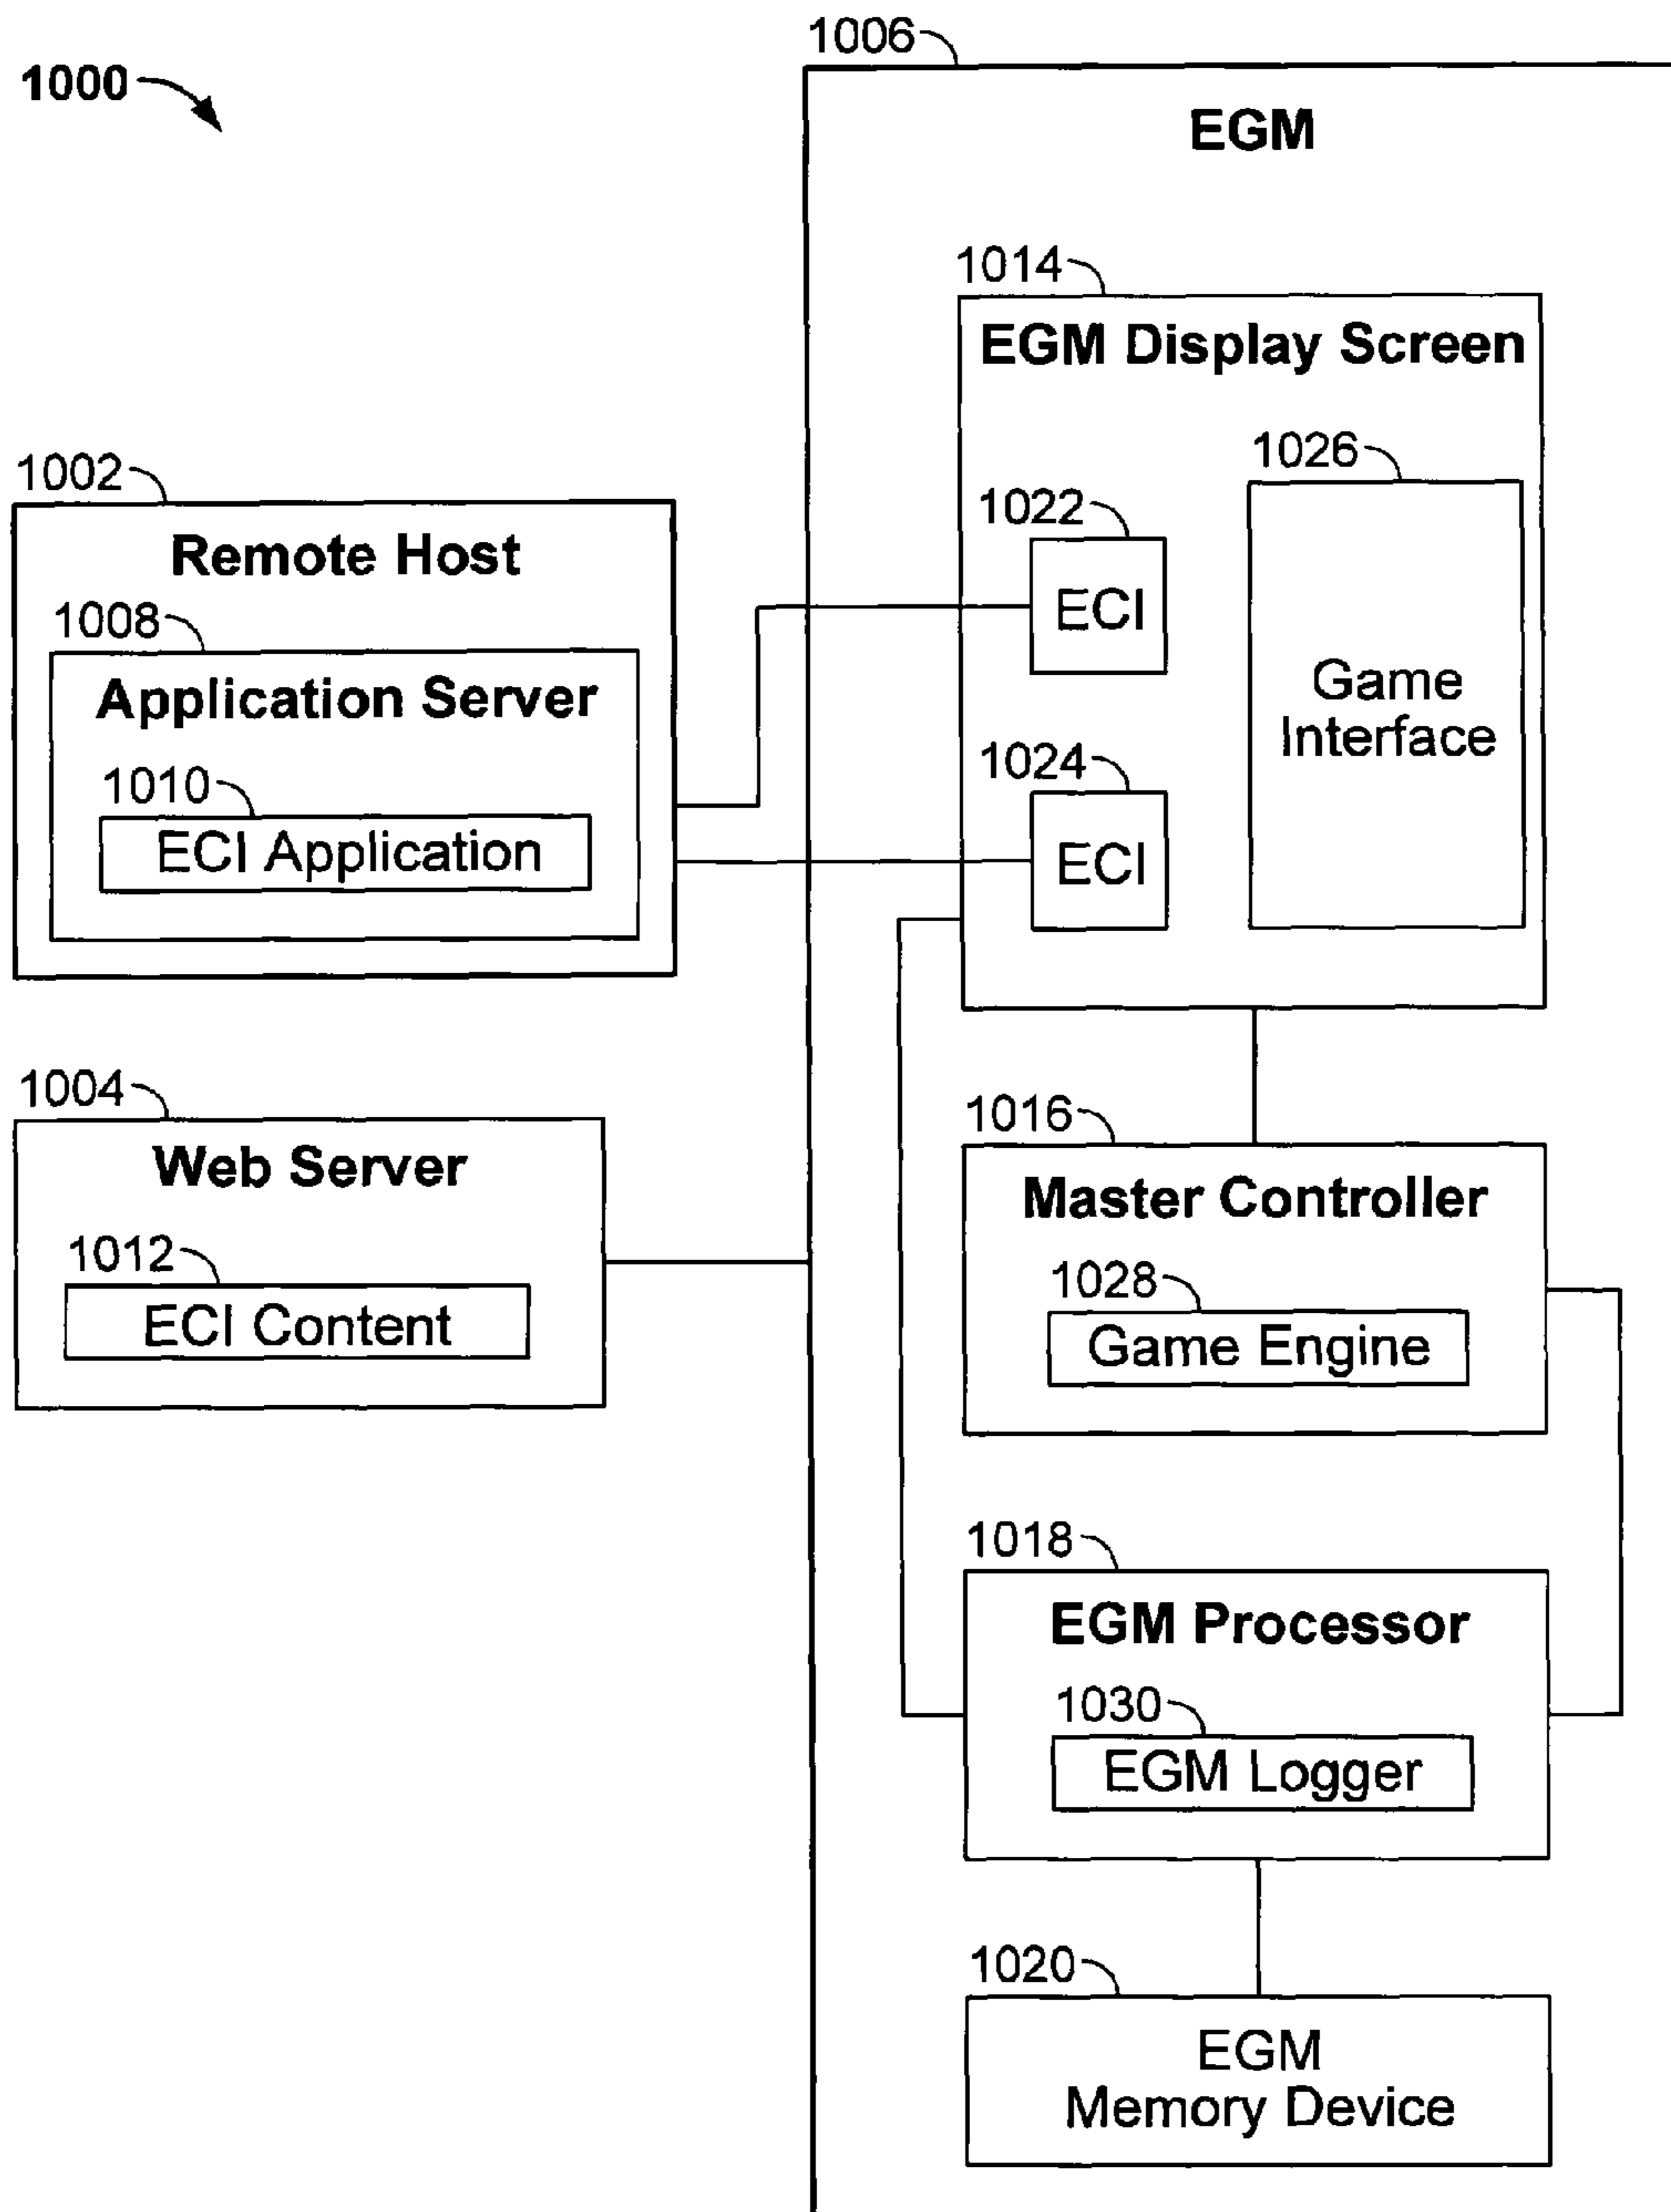 1000
1006
EGM
1014
EGM Display Screen
1026
Game
Interface
1022
ECI
1024
ECI
1002
Remote Host
1008
Application Server
1010
ECI Application
1004
Web Server
1012
ECI Content
1016
Master Controller
1028
Game Engine
1018
EGM Processor
1030
EGM Logger
1020
EGM
Memory Device